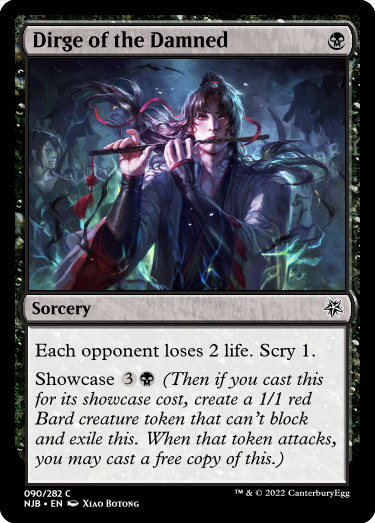 Dirge of the Damned
Sorcery
Each opponent loses 2 life. Scry 1.
Showcase 3 (Then if you cast this
for its showcase cost, create a 1/1 red
Bard creature token that can't block
and exile this. When that token attacks,
you may cast a free copy of this.)
090/282 C
NJB • EN Xiao Botong
™ & © 2022 CanterburyEgg